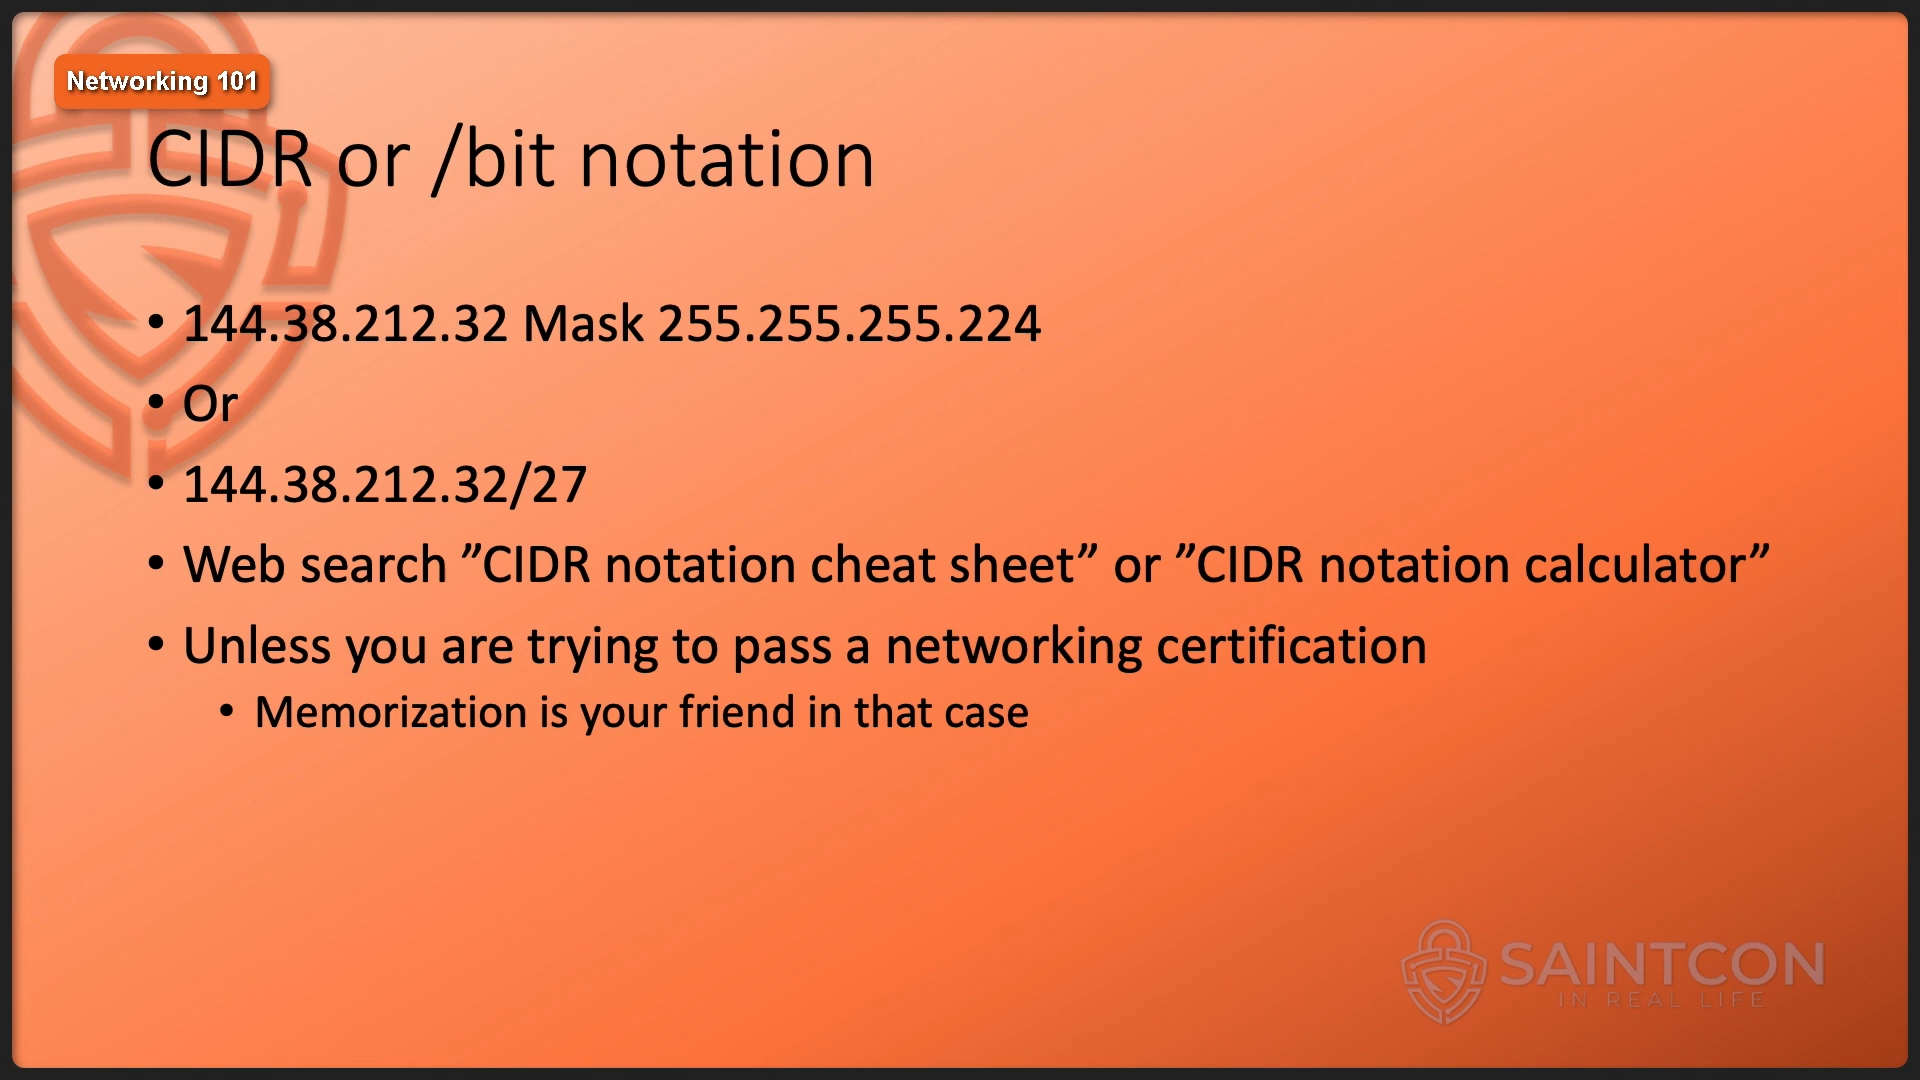 Networking 101
CIDR or /bit notation
• 144.38.212.32 Mask 255.255.255.224
• Or
• 144.38.212.32/27
• Web search ”CIDR notation cheat sheet” or ”CIDR notation calculator”
• Unless you are trying to pass a networking certification
• Memorization is your friend in that case
SAINTCON
IN REAL LIFE